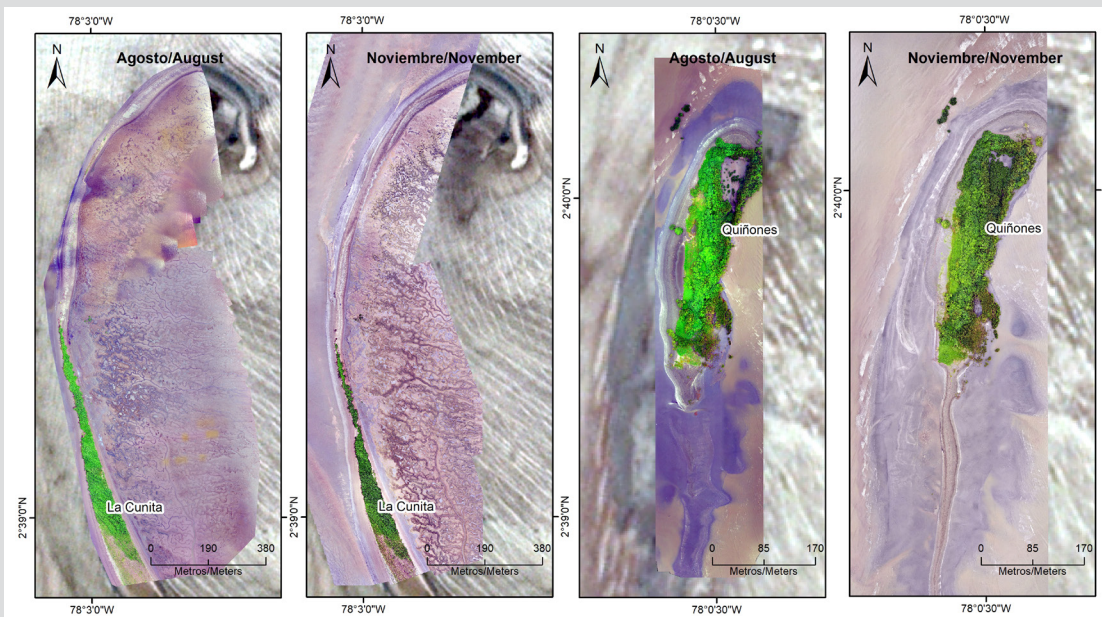 78°3'0"W
78°3'0"W
78°0'30"W
78°0'30"W
N
Agosto/August
N
Noviembre/November
N
Agosto/August
N
Noviembre/November
2°40'0"N
2°40'0"N
Quiñones
Quiñones
2°39'0"N
2°39'0"N
2°39'0"N
La Cunita
La Cunita
0 190 380
Metros/Meters
0 190 380
Metros/Meters
0 85 170
Metros/Meters
0 85 170
Metros/Meters
78°3'0"W
78°3'0"W
78°0'30"W
78°0'30"W